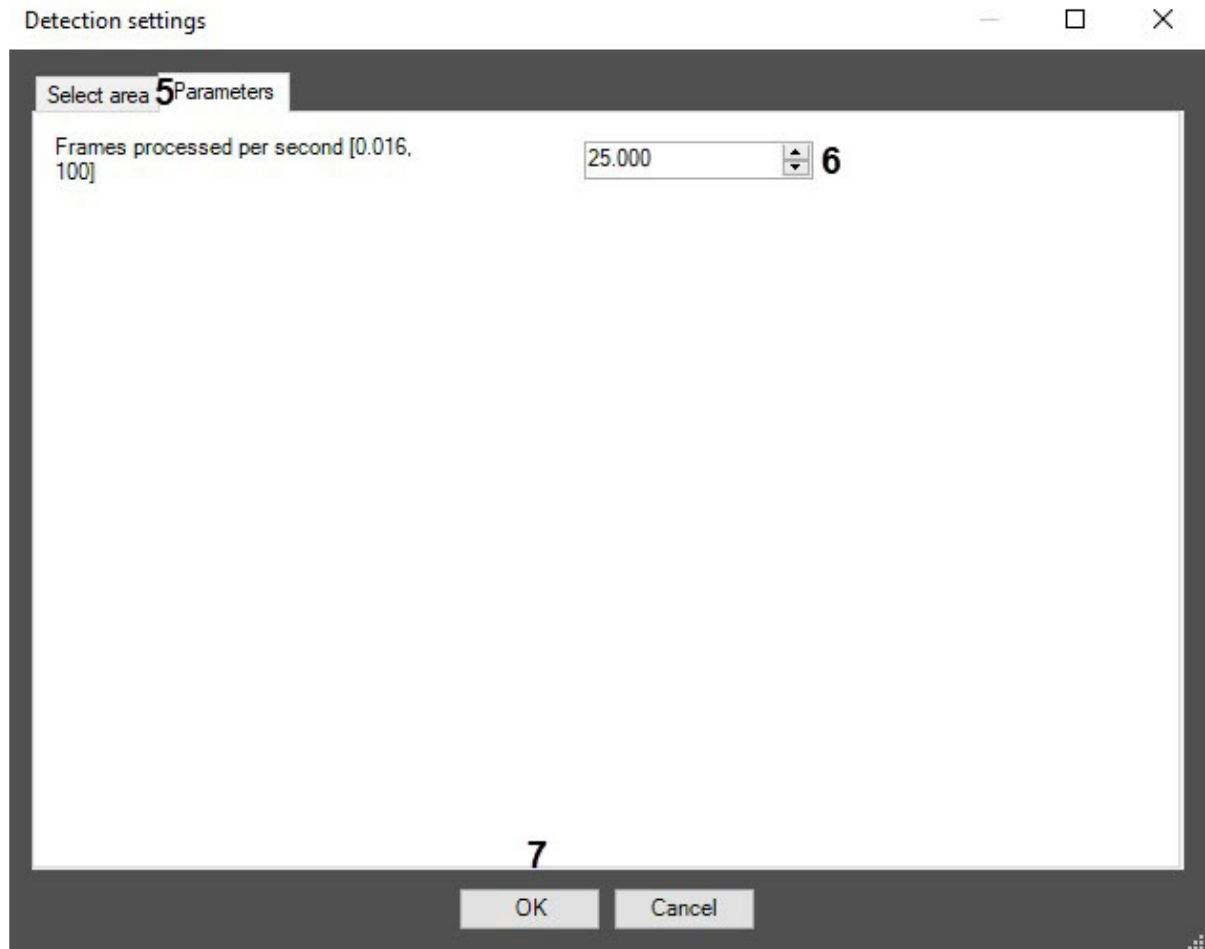 Detection settings
Select area 5 Parameters
Frames processed per second [0.016,
100]
25.000 6
7
OK Cancel